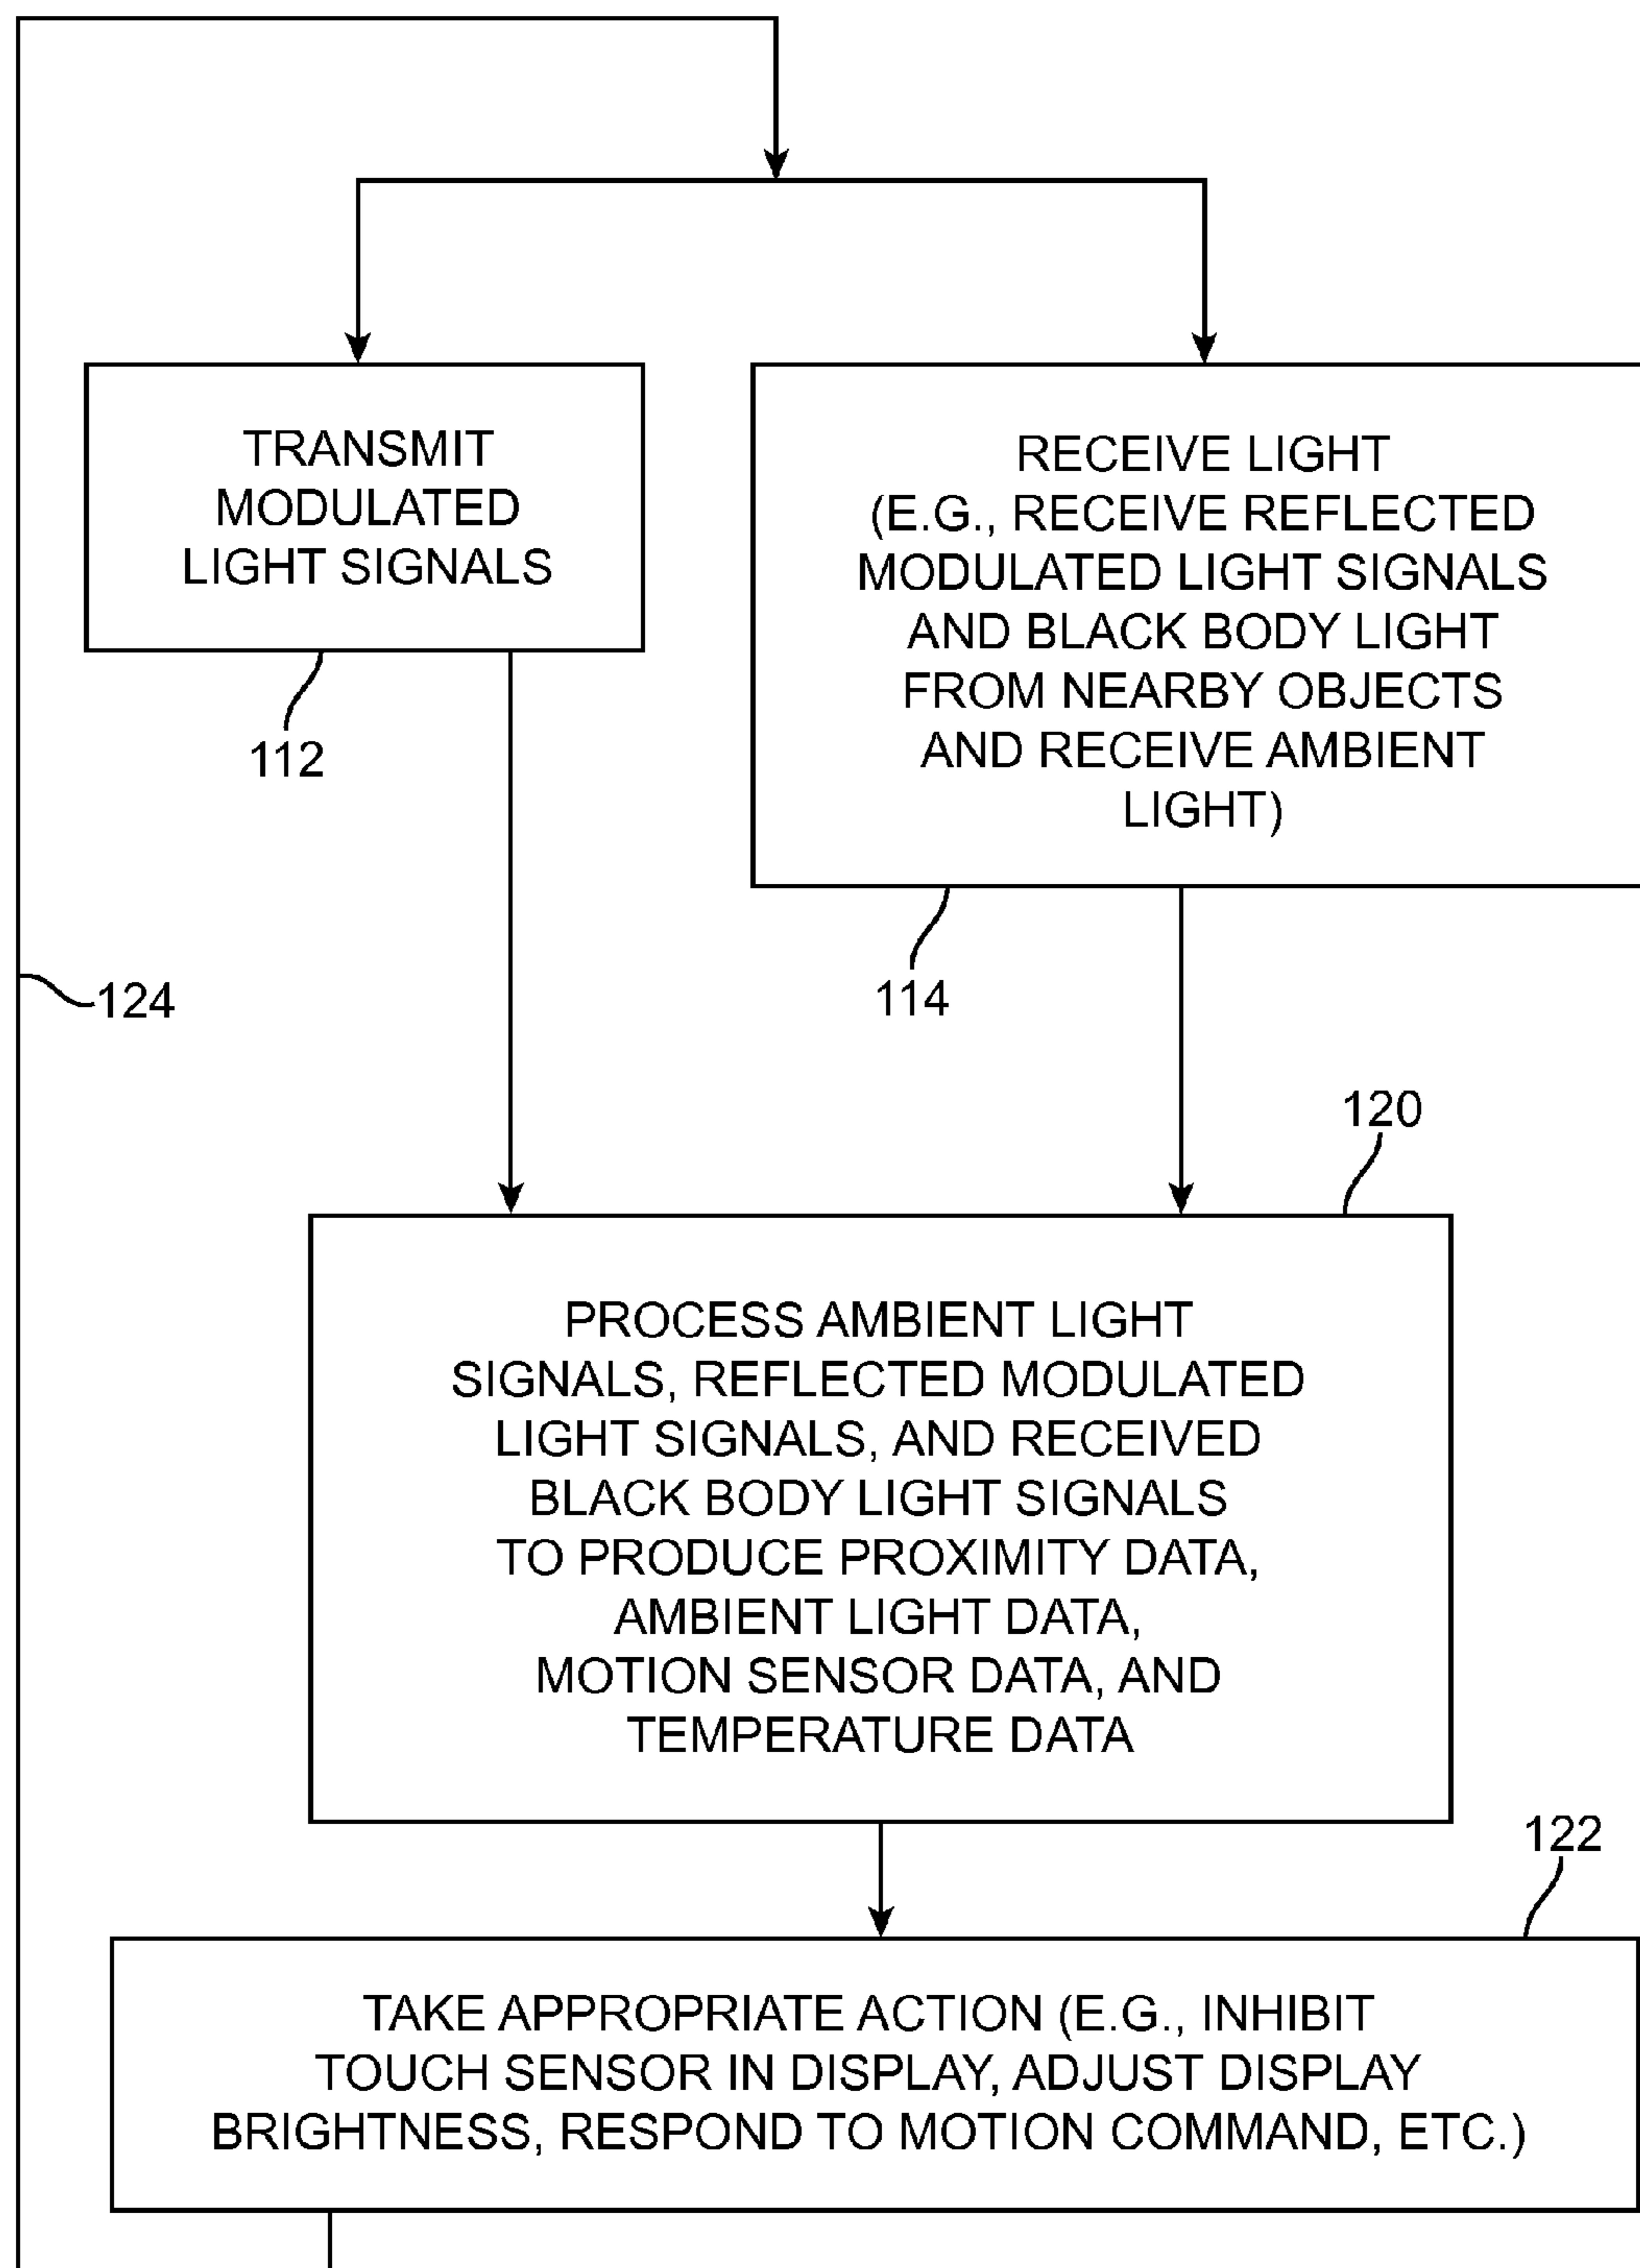 TRANSMIT
MODULATED
LIGHT SIGNALS
112
RECEIVE LIGHT
(E.G., RECEIVE REFLECTED
MODULATED LIGHT SIGNALS
AND BLACK BODY LIGHT
FROM NEARBY OBJECTS
AND RECEIVE AMBIENT
LIGHT)
114
124
120
PROCESS AMBIENT LIGHT
SIGNALS, REFLECTED MODULATED
LIGHT SIGNALS, AND RECEIVED
BLACK BODY LIGHT SIGNALS
TO PRODUCE PROXIMITY DATA,
AMBIENT LIGHT DATA,
MOTION SENSOR DATA, AND
TEMPERATURE DATA
122
TAKE APPROPRIATE ACTION (E.G., INHIBIT
TOUCH SENSOR IN DISPLAY, ADJUST DISPLAY
BRIGHTNESS, RESPOND TO MOTION COMMAND, ETC.)